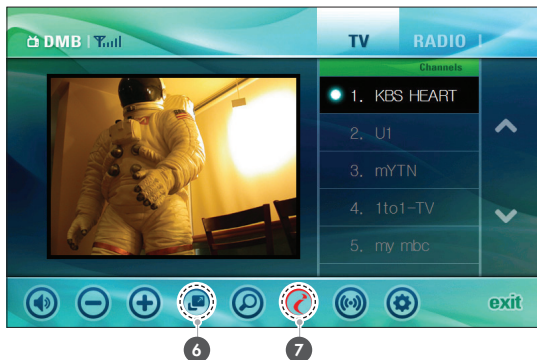 DMB
TV RADIO
Channels
1. KBS HEART
2. U1
3. mYTN
4. 1to1-TV
5. my mbc
exit
6 7